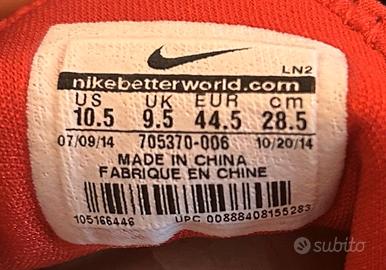 LN2
nikebetterworld.com
US UK EUR cm
10.5 9.5 44.5 28.5
07/09/14 705370-006 10/20/14
MADE IN CHINA
FABRIQUE EN CHINE
105166446 UPC 00888408155283
subito